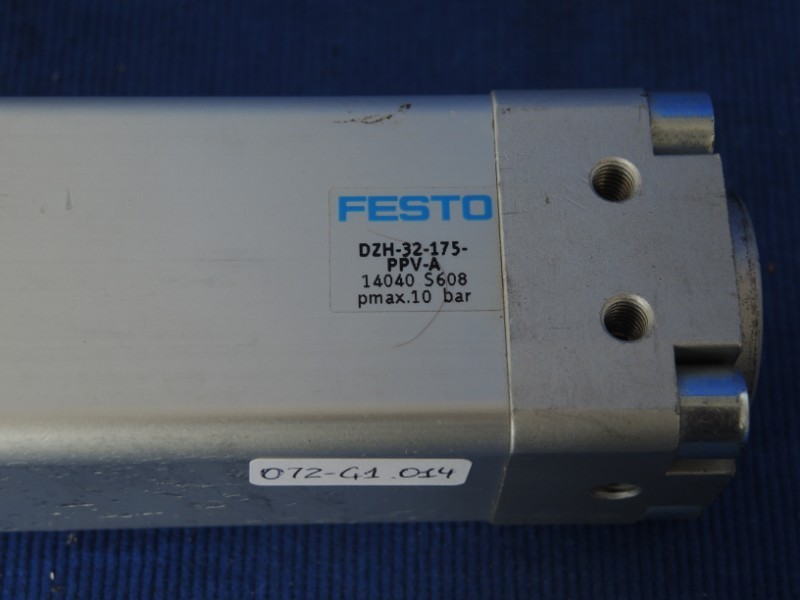 FESTO
DZH-32-175-
PPV-A
14040 S608
pmax.10 bar
072-G1.014